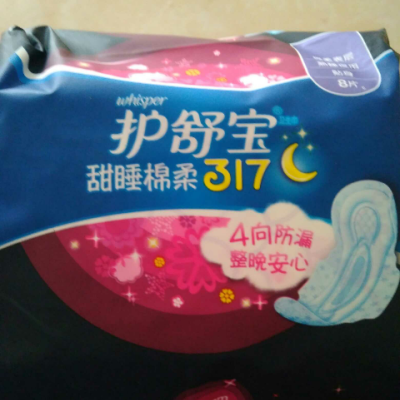 whisper
护舒宝
甜睡棉柔317
4向防漏
整晚安心
8片